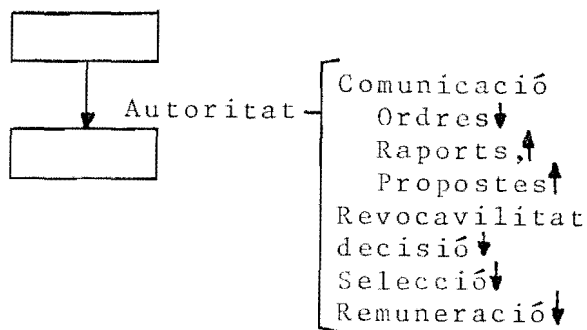 Autoritat
Comunicació
Ordres↓
Raports,↑
Propostes↑
Revocavilitat
decisió↓
Selecció↓
Remuneració↓